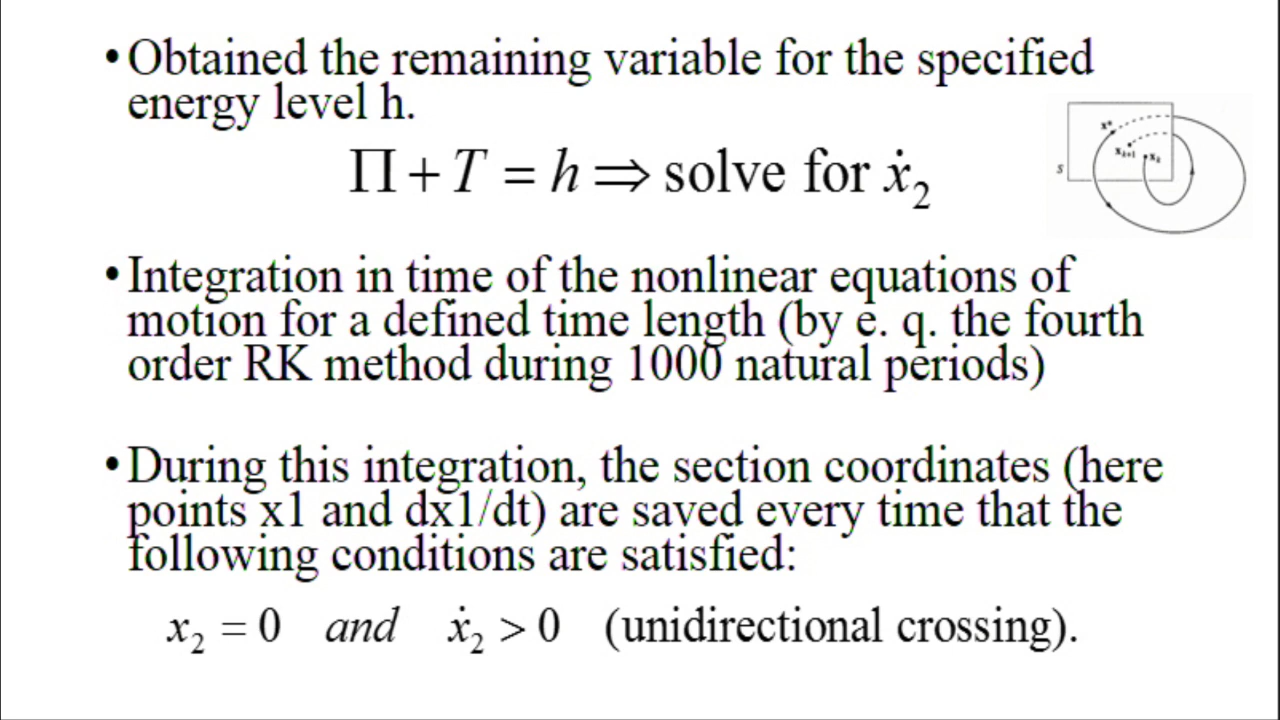 •Obtained the remaining variable for the specified
energy level h.
Π + T = h ⇒ solve for ẋ₂
x*
xₖ₊₁
xₖ
S
•Integration in time of the nonlinear equations of
motion for a defined time length (by e. q. the fourth
order RK method during 1000 natural periods)
•During this integration, the section coordinates (here
points x1 and dx1/dt) are saved every time that the
following conditions are satisfied:
x₂ = 0 and ẋ₂ > 0 (unidirectional crossing).